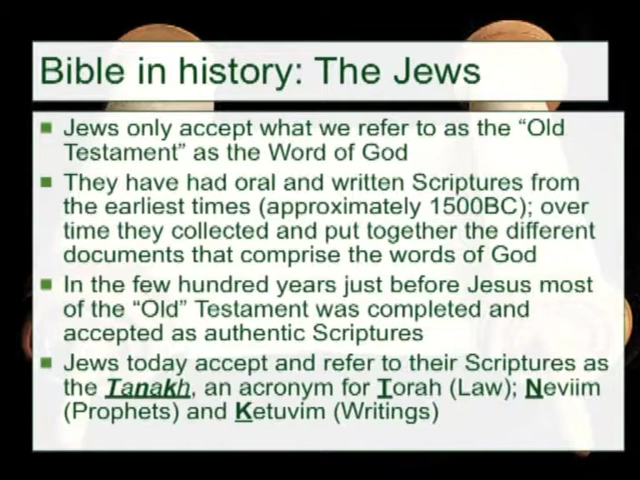 Bible in history: The Jews
Jews only accept what we refer to as the “Old
Testament” as the Word of God
They have had oral and written Scriptures from
the earliest times (approximately 1500BC); over
time they collected and put together the different
documents that comprise the words of God
In the few hundred years just before Jesus most
of the “Old” Testament was completed and
accepted as authentic Scriptures
Jews today accept and refer to their Scriptures as
the Tanakh, an acronym for Torah (Law); Neviim
(Prophets) and Ketuvim (Writings)